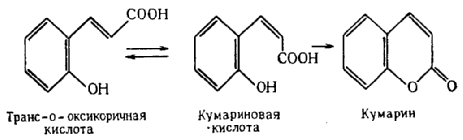 COOH
COOH
OH
OH
O
O
Транс-о-оксикоричная
кислота
Кумариновая
кислота
Кумарин